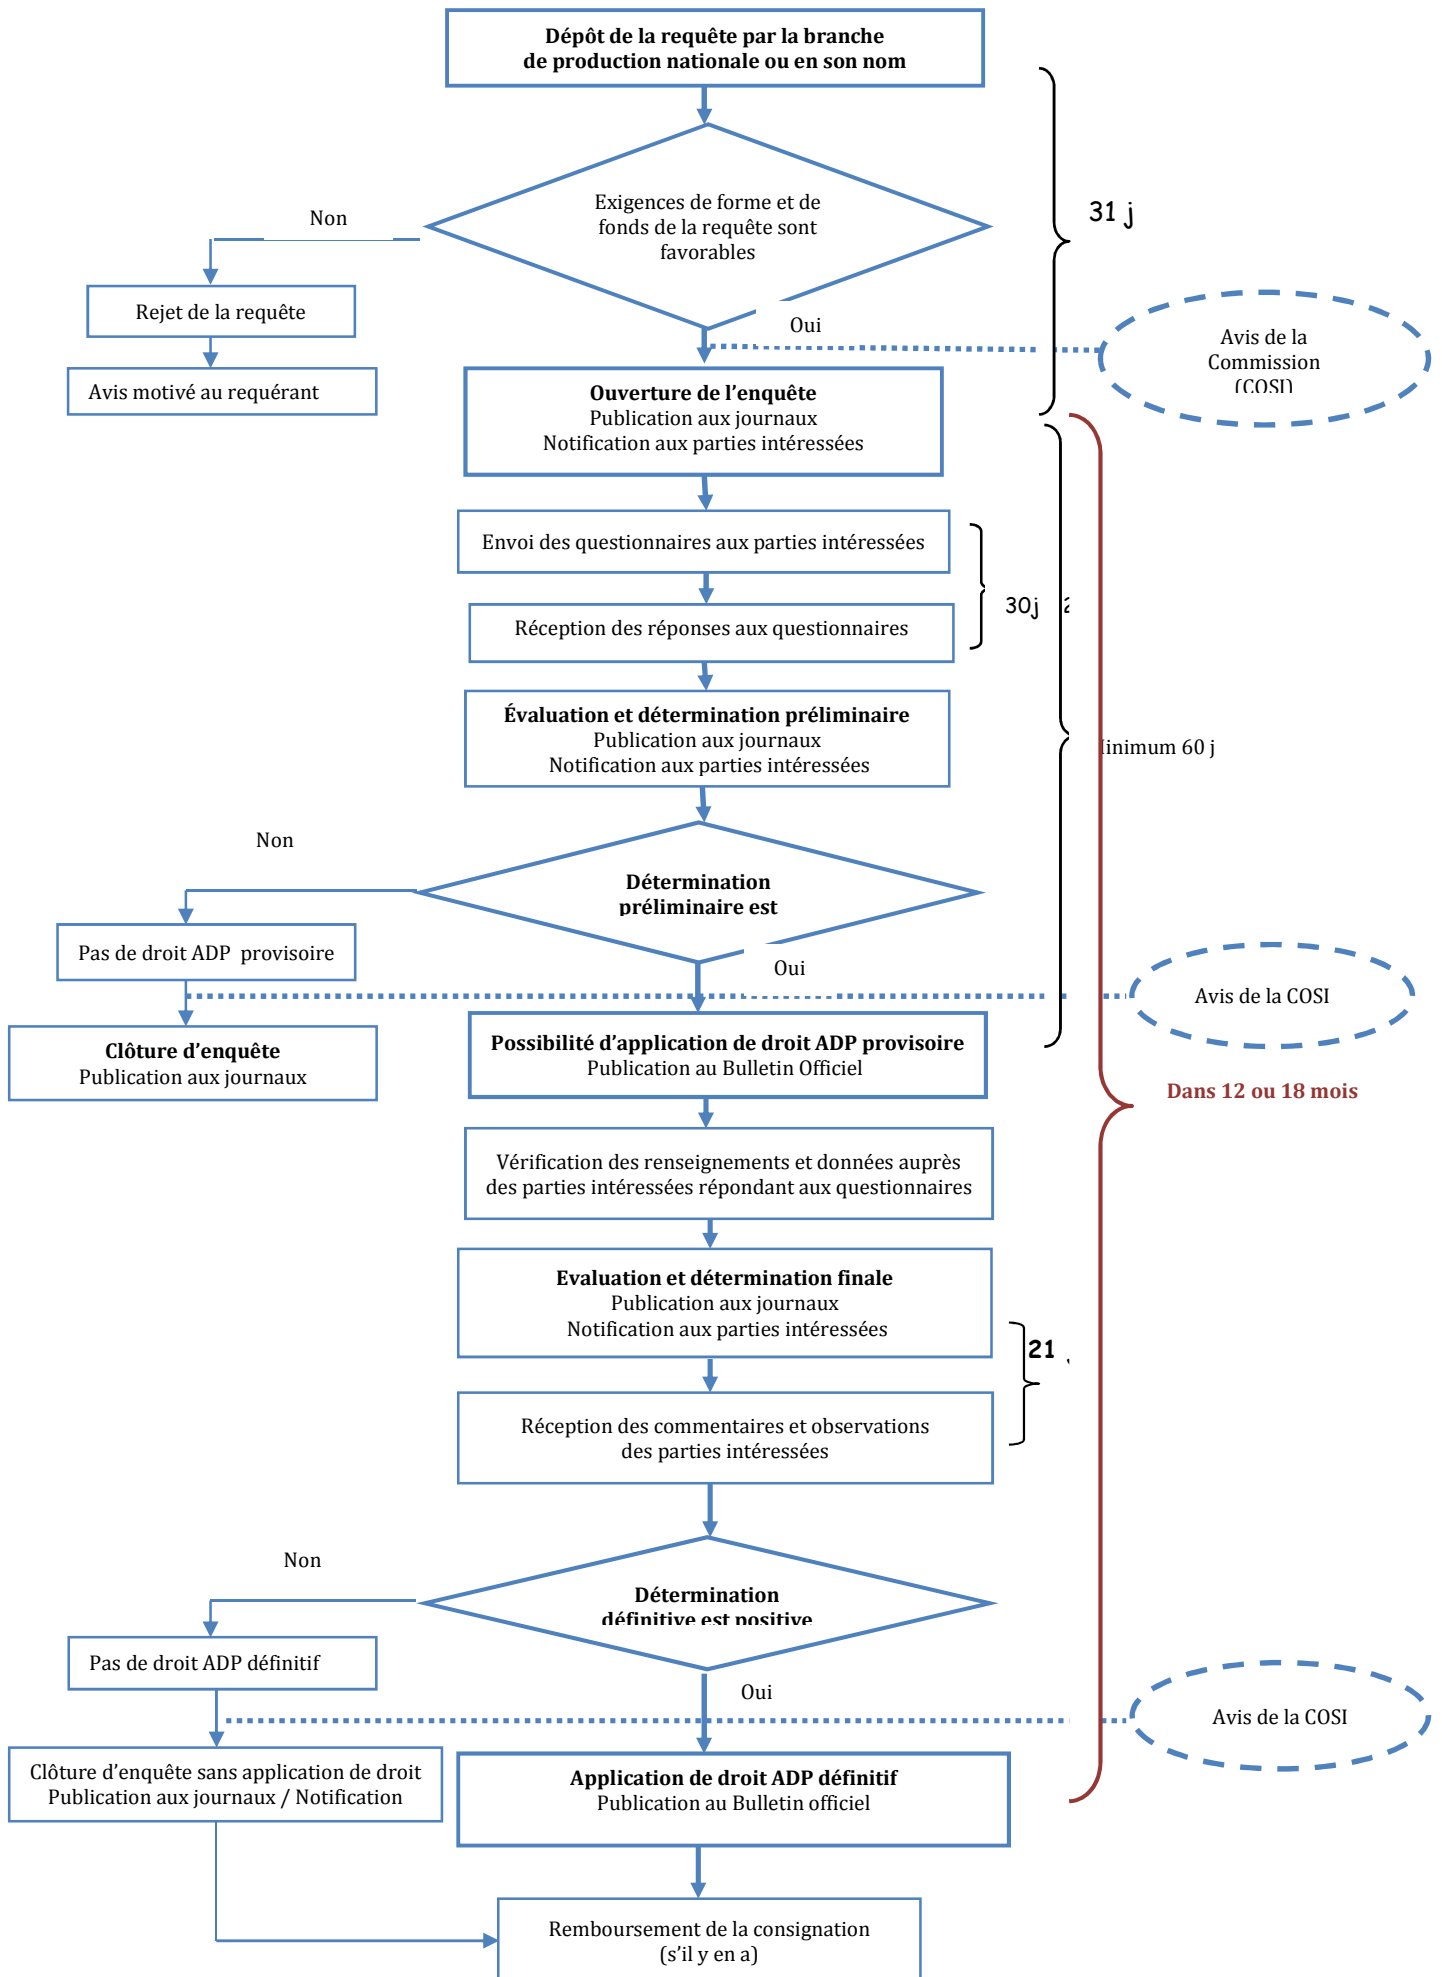 Dépôt de la requête par la branche
de production nationale ou en son nom
31 j
Exigences de forme et de
fonds de la requête sont
favorables
Non
Rejet de la requête
Avis motivé au requérant
Oui
Avis de la
Commission
(COSI)
Ouverture de l'enquête
Publication aux journaux
Notification aux parties intéressées
Envoi des questionnaires aux parties intéressées
30j
Réception des réponses aux questionnaires
Évaluation et détermination préliminaire
Publication aux journaux
Notification aux parties intéressées
60 j
Non
Détermination
préliminaire est
Pas de droit ADP provisoire
Oui
Avis de la COSI
Clôture d'enquête
Publication aux journaux
Possibilité d'application de droit ADP provisoire
Publication au Bulletin Officiel
Dans 12 ou 18 mois
Vérification des renseignements et données auprès
des parties intéressées répondant aux questionnaires
Evaluation et détermination finale
Publication aux journaux
Notification aux parties intéressées
21
Réception des commentaires et observations
des parties intéressées
Non
Détermination
définitive est positive
Pas de droit ADP définitif
Oui
Avis de la COSI
Clôture d'enquête sans application de droit
Publication aux journaux / Notification
Application de droit ADP définitif
Publication au Bulletin officiel
Remboursement de la consignation
(s'il y en a)